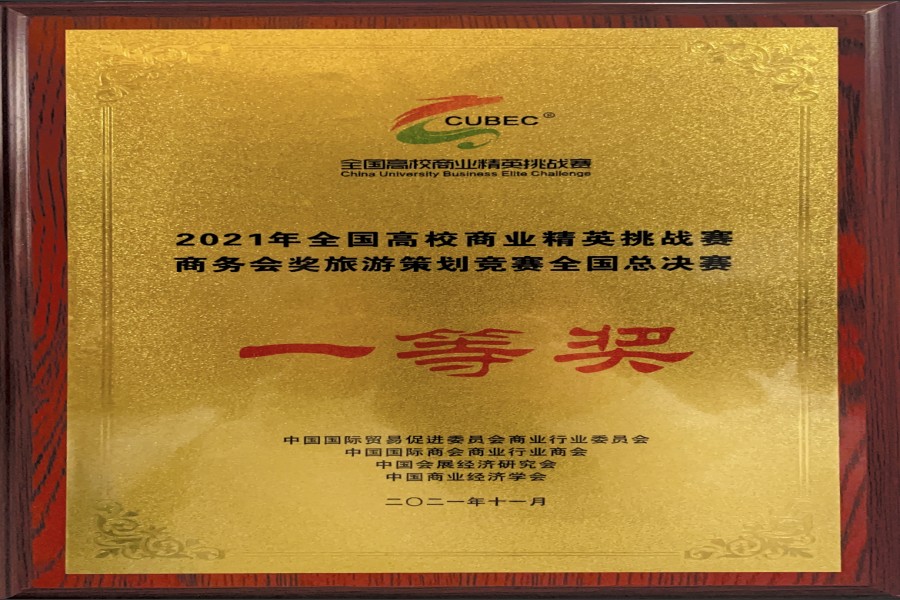 CUBEC®
全国高校商业精英挑战赛
China University Business Elite Challenge
2021年全国高校商业精英挑战赛
商务会奖旅游策划竞赛全国总决赛
一等奖
中国国际贸易促进委员会商业行业委员会
中国国际商会商业行业商会
中国会展经济研究会
中国商业经济学会
二〇二一年十一月